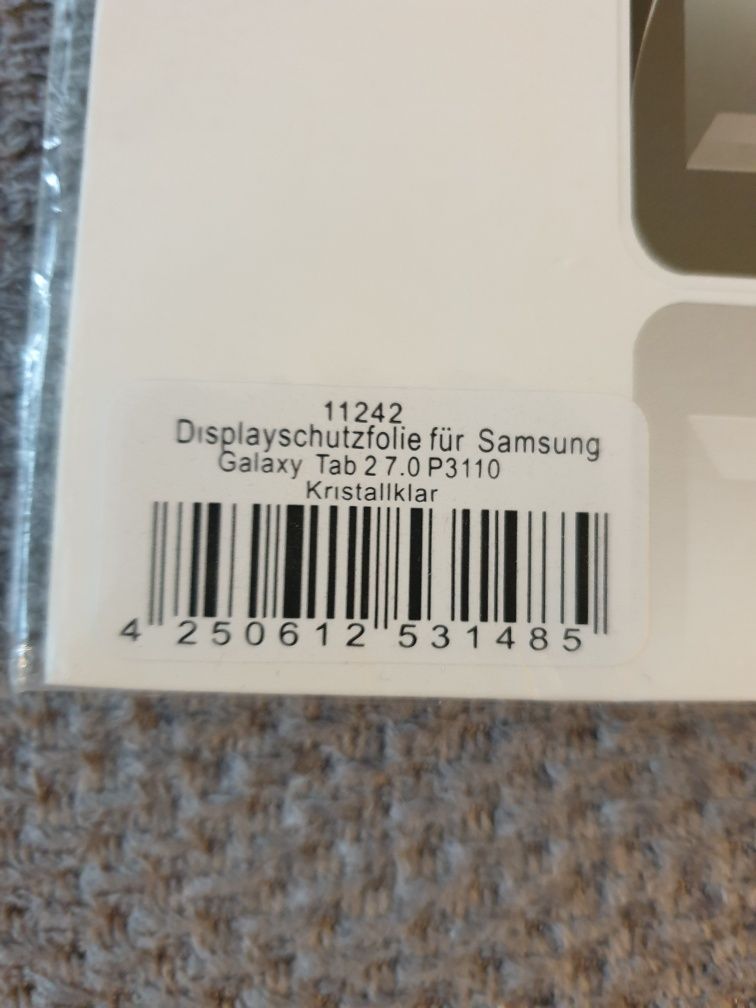 11242
Displayschutzfolie für Samsung
Galaxy Tab 2 7.0 P3110
Kristallklar
4 250612 531485